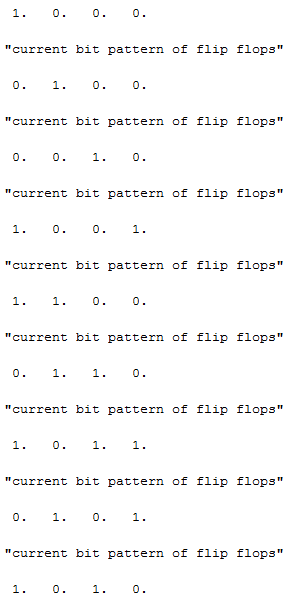 1. 0. 0. 0.
"current bit pattern of flip flops"
0. 1. 0. 0.
"current bit pattern of flip flops"
0. 0. 1. 0.
"current bit pattern of flip flops"
1. 0. 0. 1.
"current bit pattern of flip flops"
1. 1. 0. 0.
"current bit pattern of flip flops"
0. 1. 1. 0.
"current bit pattern of flip flops"
1. 0. 1. 1.
"current bit pattern of flip flops"
0. 1. 0. 1.
"current bit pattern of flip flops"
1. 0. 1. 0.